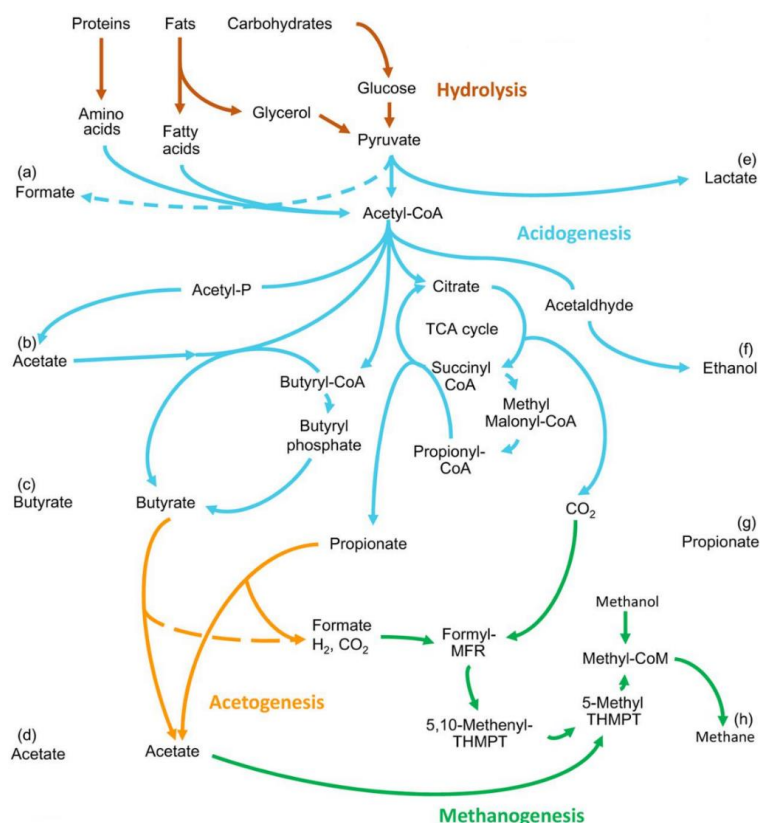 Proteins
Fats
Carbohydrates
Glucose
Hydrolysis
Amino
acids
Fatty
acids
Glycerol
Pyruvate
(a)
Formate
(e)
Lactate
Acetyl-CoA
Acidogenesis
Acetyl-P
Citrate
Acetaldhyde
TCA cycle
(b)
Acetate
(f)
Ethanol
Butyryl-CoA
Succinyl
CoA
Methyl
Malonyl-CoA
Butyryl
phosphate
Propionyl-
CoA
(c)
Butyrate
Butyrate
CO₂
(g)
Propionate
Propionate
Methanol
Formate
H₂, CO₂
Formyl-
MFR
Methyl-CoM
Acetogenesis
5,10-Methenyl-
THMPT
5-Methyl
THMPT
(h)
Methane
(d)
Acetate
Acetate
Methanogenesis